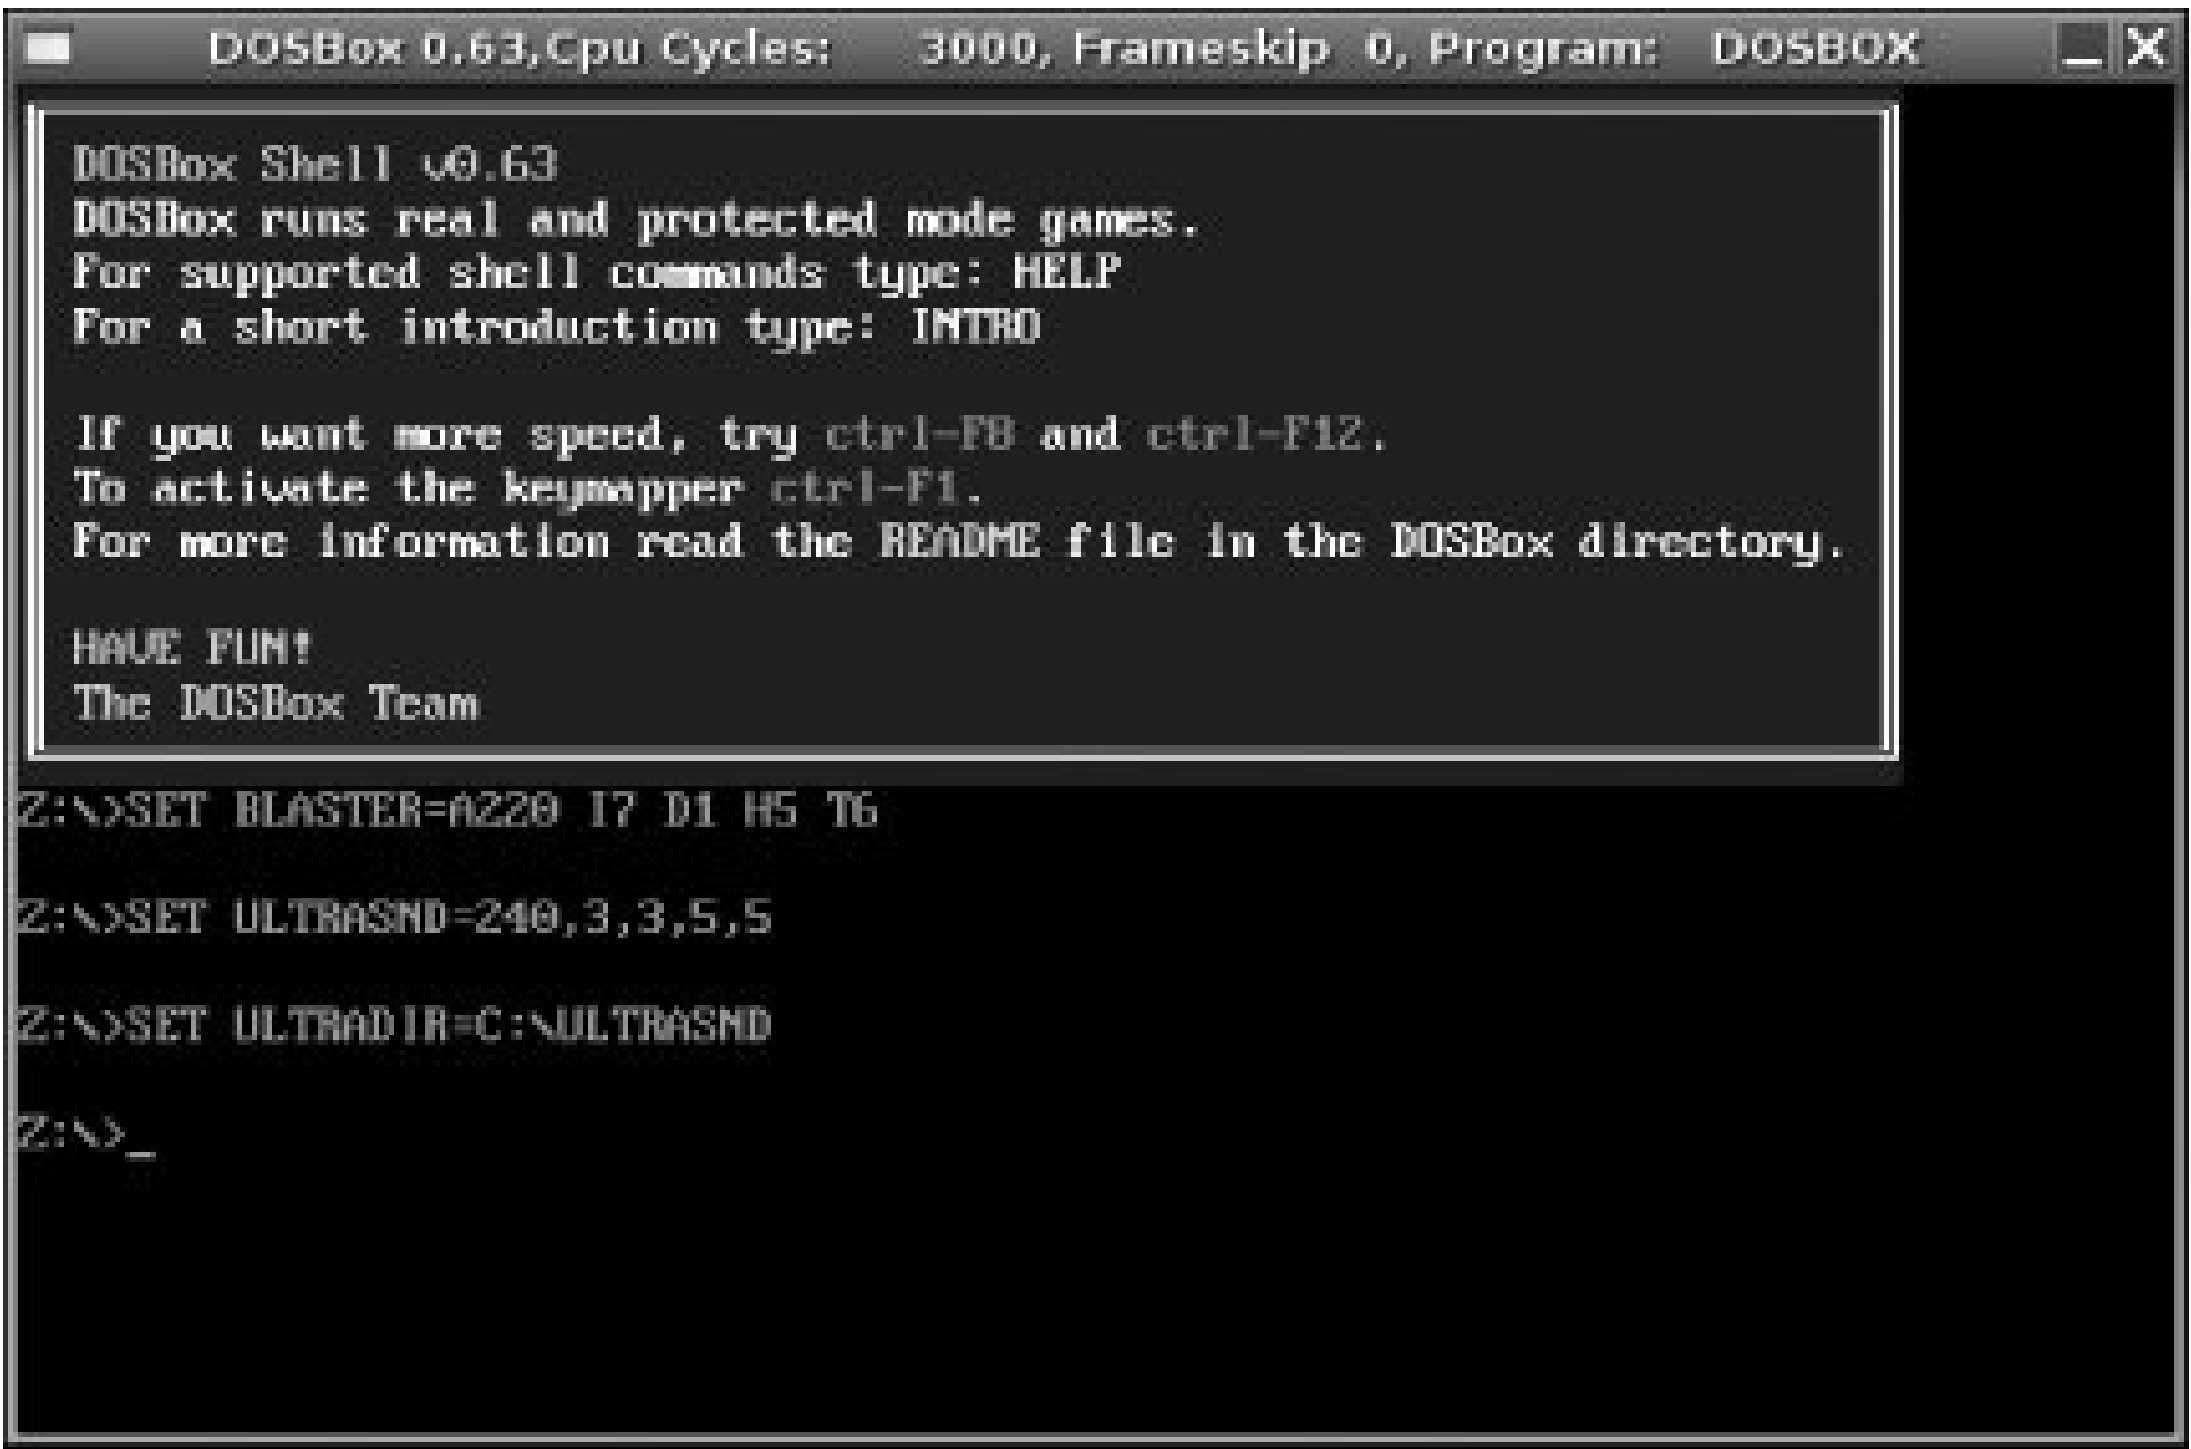 DOSBox 0.63,Cpu Cycles: 3000, Frameskip 0, Program: DOSBOX
DOSBox Shell v0.63
DOSBox runs real and protected mode games.
For supported shell commands type: HELP
For a short introduction type: INTRO
If you want more speed, try ctrl-F8 and ctrl-F12.
To activate the keymapper ctrl-F1.
For more information read the README file in the DOSBox directory.
HAVE FUN!
The DOSBox Team
Z:\>SET BLASTER=A220 I7 D1 H5 T6
Z:\>SET ULTRASND=240,3,3,5,5
Z:\>SET ULTRADIR=C:\ULTRASND
Z:\>_